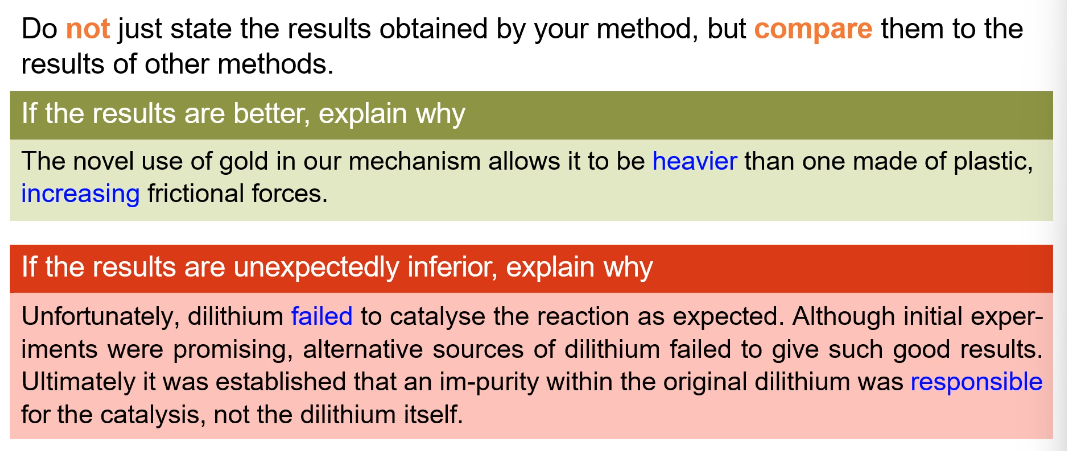 Do not just state the results obtained by your method, but compare them to the
results of other methods.
If the results are better, explain why
The novel use of gold in our mechanism allows it to be heavier than one made of plastic,
increasing frictional forces.
If the results are unexpectedly inferior, explain why
Unfortunately, dilithium failed to catalyse the reaction as expected. Although initial exper-
iments were promising, alternative sources of dilithium failed to give such good results.
Ultimately it was established that an im-purity within the original dilithium was responsible
for the catalysis, not the dilithium itself.